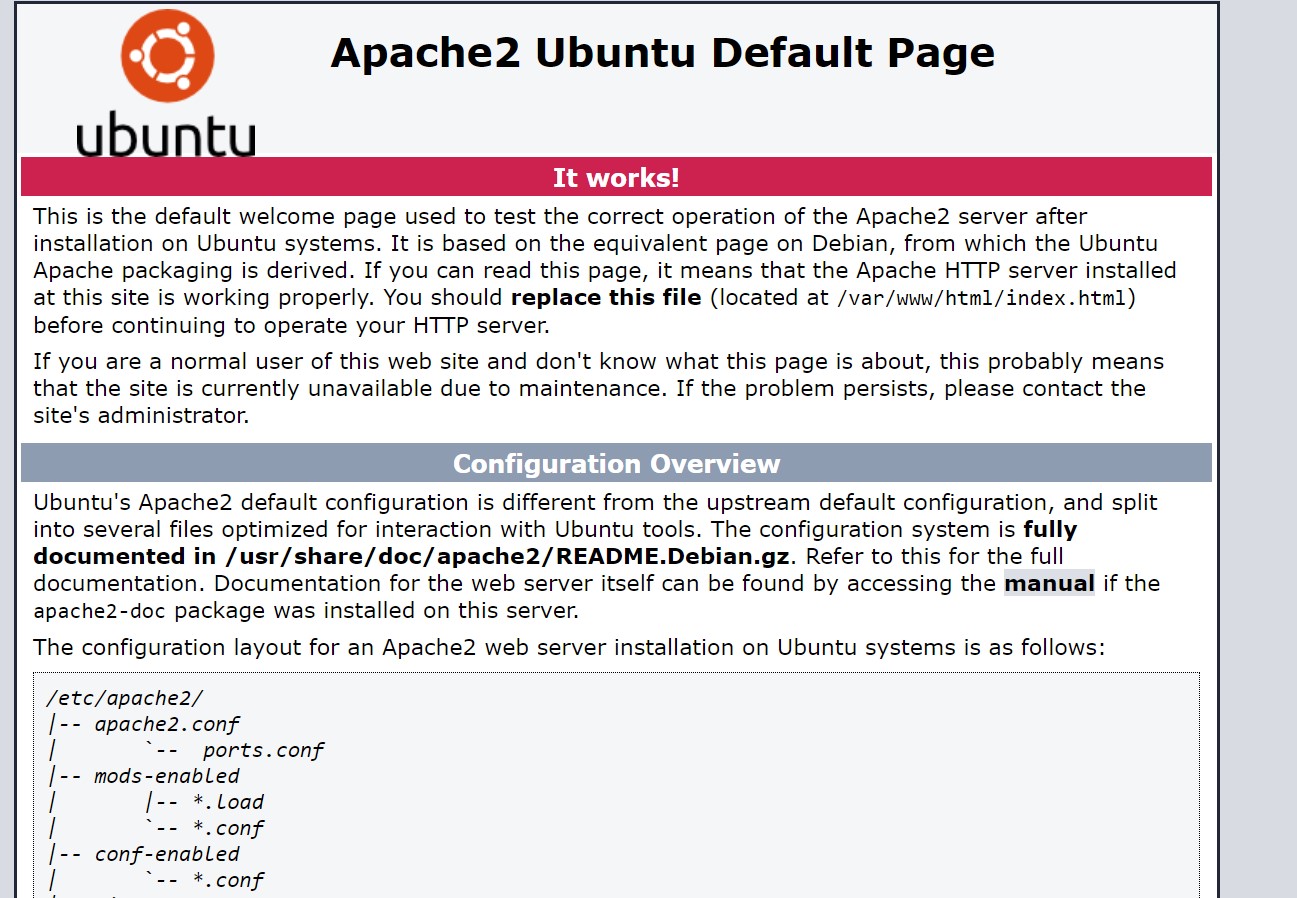 ubuntu
Apache2 Ubuntu Default Page
It works!
This is the default welcome page used to test the correct operation of the Apache2 server after
installation on Ubuntu systems. It is based on the equivalent page on Debian, from which the Ubuntu
Apache packaging is derived. If you can read this page, it means that the Apache HTTP server installed
at this site is working properly. You should replace this file (located at /var/www/html/index.html)
before continuing to operate your HTTP server.
If you are a normal user of this web site and don't know what this page is about, this probably means
that the site is currently unavailable due to maintenance. If the problem persists, please contact the
site's administrator.
Configuration Overview
Ubuntu's Apache2 default configuration is different from the upstream default configuration, and split
into several files optimized for interaction with Ubuntu tools. The configuration system is fully
documented in /usr/share/doc/apache2/README.Debian.gz. Refer to this for the full
documentation. Documentation for the web server itself can be found by accessing the manual if the
apache2-doc package was installed on this server.
The configuration layout for an Apache2 web server installation on Ubuntu systems is as follows:
/etc/apache2/
|-- apache2.conf
|       `--  ports.conf
|-- mods-enabled
|       |-- *.load
|       `-- *.conf
|-- conf-enabled
|       `-- *.conf